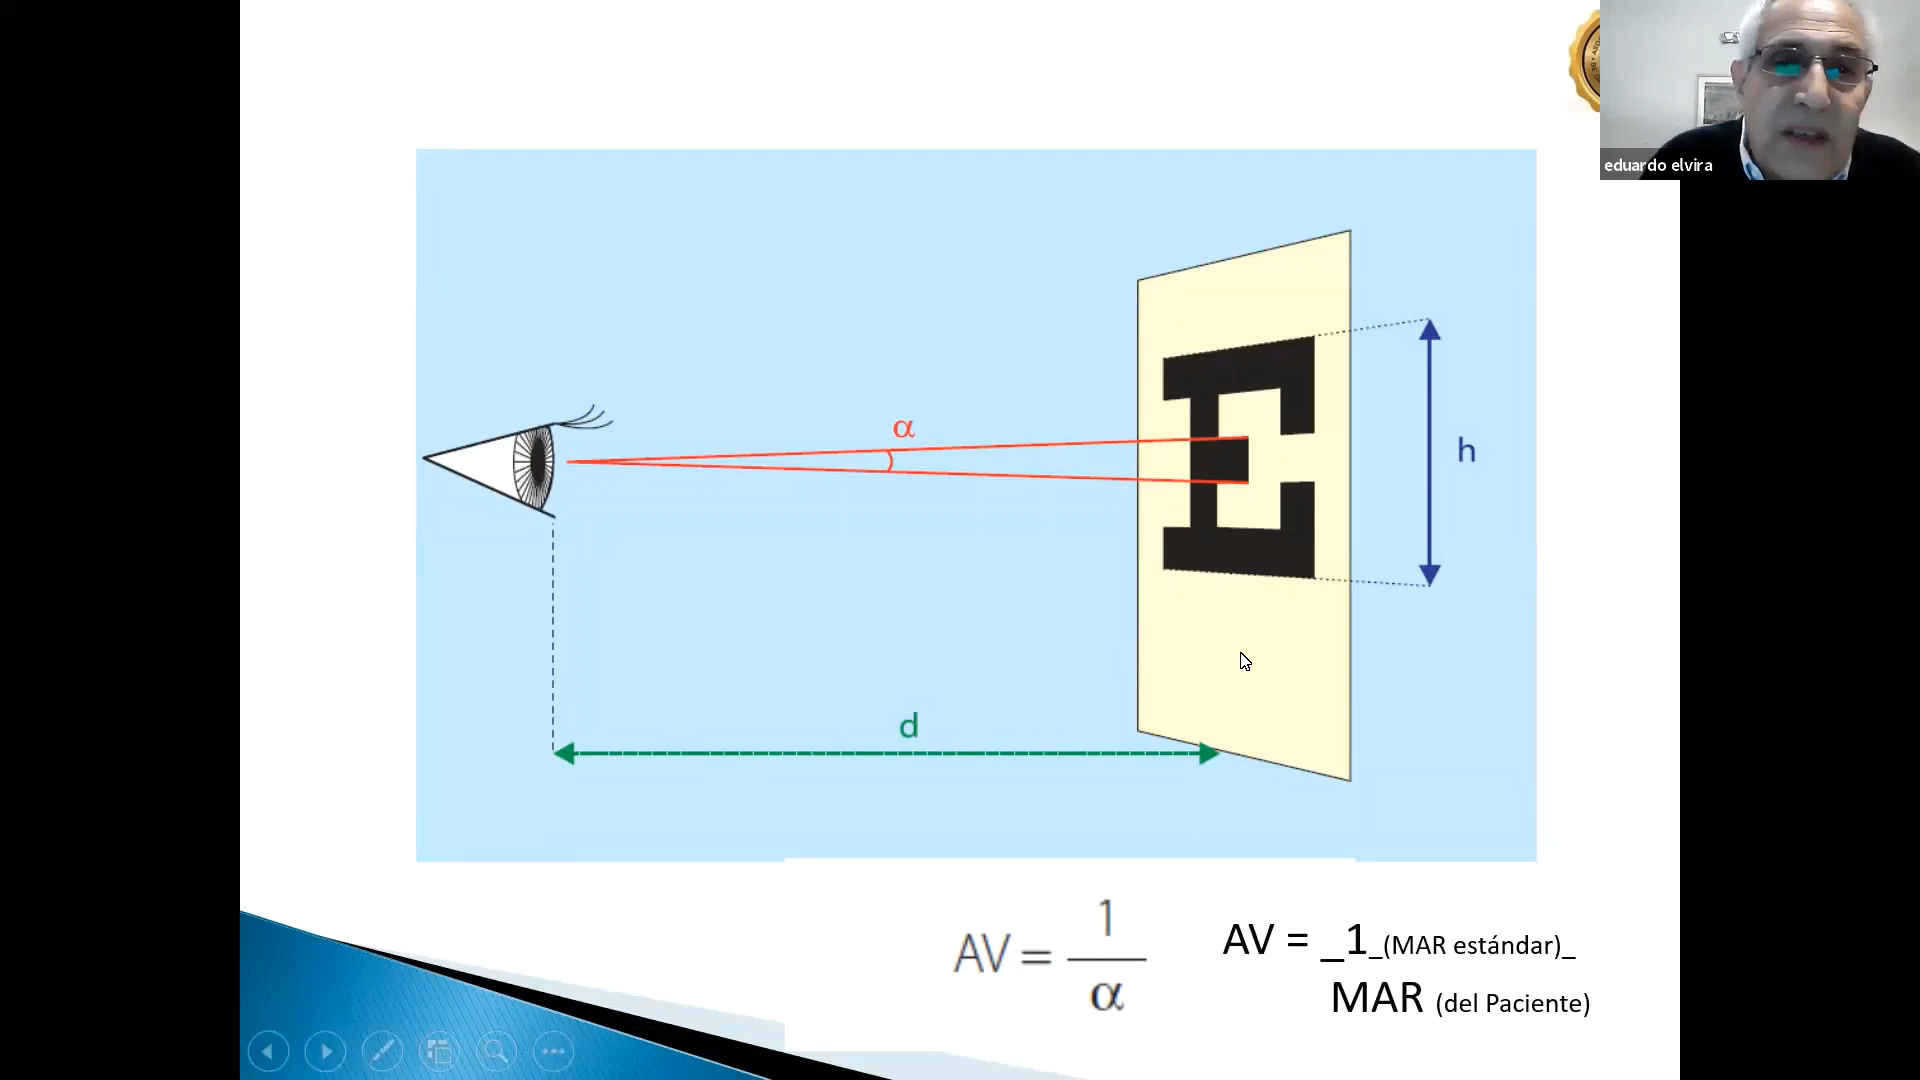 eduardo elvira
α
E
h
d
AV = 1
α
AV = _1_(MAR estándar)_
MAR (del Paciente)